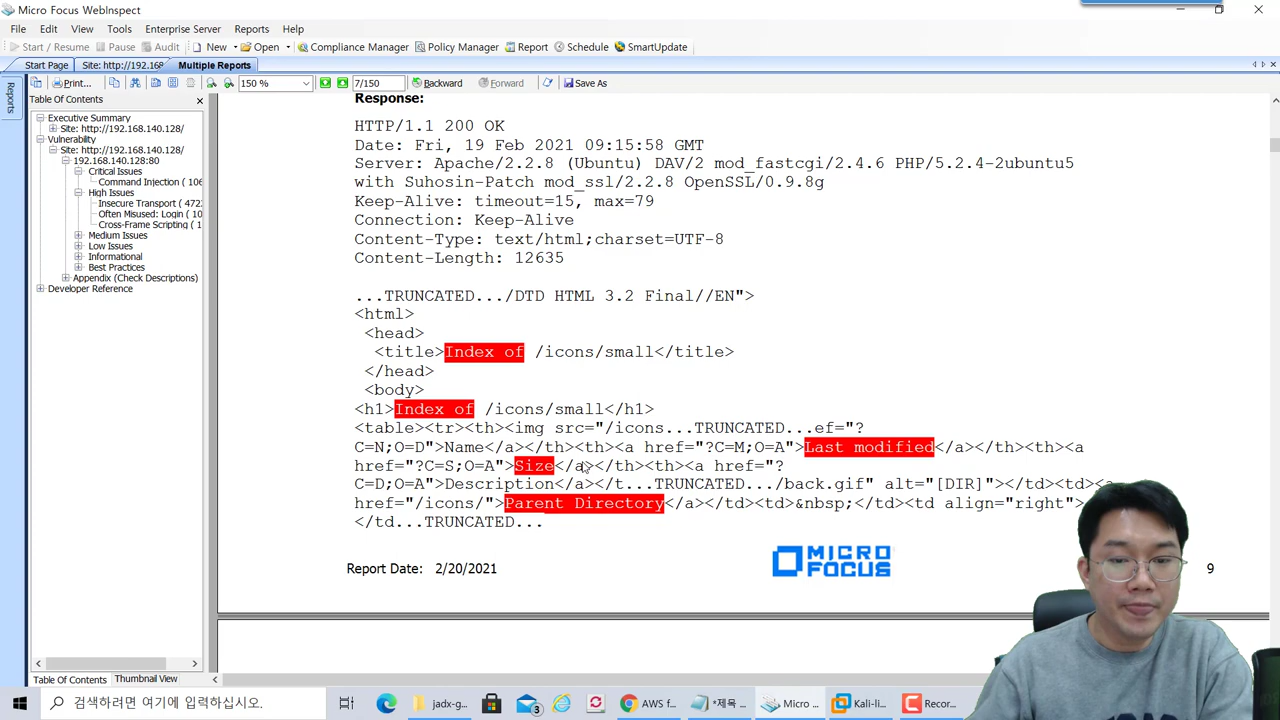 Micro Focus WebInspect
File Edit View Tools Enterprise Server Reports Help
Start / Resume Pause Audit New Open Compliance Manager Policy Manager Report Schedule SmartUpdate
Start Page Site: http://192.168 Multiple Reports
Reports
Print... 150 % 7/150 Backward Forward Save As
Table Of Contents
Executive Summary
Site: http://192.168.140.128/
Vulnerability
Site: http://192.168.140.128/
192.168.140.128:80
Critical Issues
Command Injection ( 106
High Issues
Insecure Transport ( 472
Often Misused: Login ( 10
Cross-Frame Scripting ( 1
Medium Issues
Low Issues
Informational
Best Practices
Appendix (Check Descriptions)
Developer Reference
Table Of Contents Thumbnail View
Response:
HTTP/1.1 200 OK
Date: Fri, 19 Feb 2021 09:15:58 GMT
Server: Apache/2.2.8 (Ubuntu) DAV/2 mod_fastcgi/2.4.6 PHP/5.2.4-2ubuntu5
with Suhosin-Patch mod_ssl/2.2.8 OpenSSL/0.9.8g
Keep-Alive: timeout=15, max=79
Connection: Keep-Alive
Content-Type: text/html;charset=UTF-8
Content-Length: 12635
...TRUNCATED.../DTD HTML 3.2 Final//EN">
<html>
<head>
<title>Index of /icons/small</title>
</head>
<body>
<h1>Index of /icons/small</h1>
<table><tr><th><img src="/icons...TRUNCATED...ef="?
C=N;O=D">Name</a></th><th><a href="?C=M;O=A">Last modified</a></th><th><a
href="?C=S;O=A">Size</a></th><th><a href="?
C=D;O=A">Description</a></t...TRUNCATED.../back.gif" alt="[DIR]"></td><td><a
href="/icons/">Parent Directory</a></td><td>&nbsp;</td><td align="right">
</td...TRUNCATED...
Report Date: 2/20/2021
MICRO
FOCUS
9
검색하려면 여기에 입력하십시오.
3
jadx-g... AWS f... *제목 ... Micro ... Kali-li... Recor...